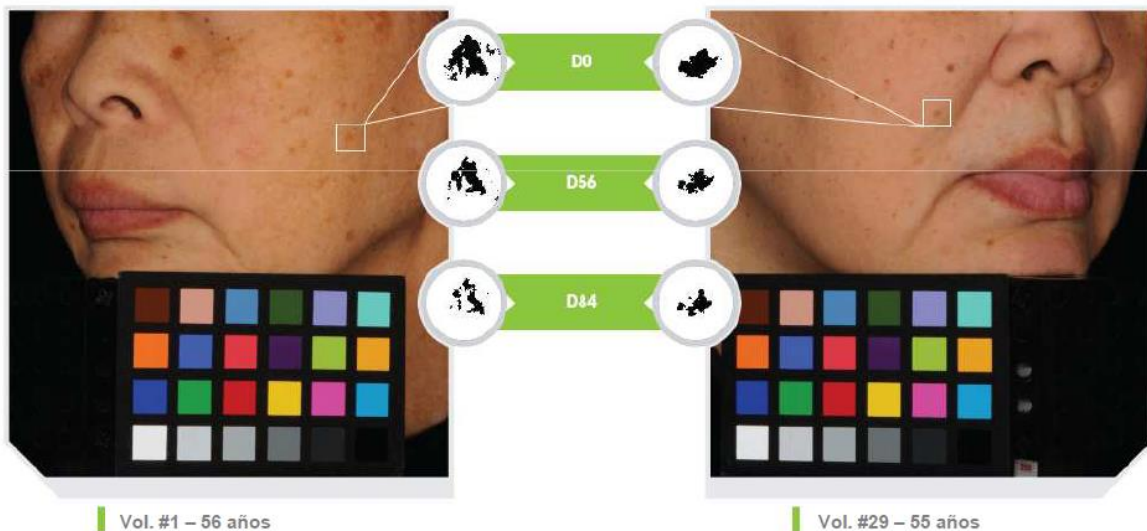 D0
D56
D84
Vol. #1 – 56 años
Vol. #29 – 55 años